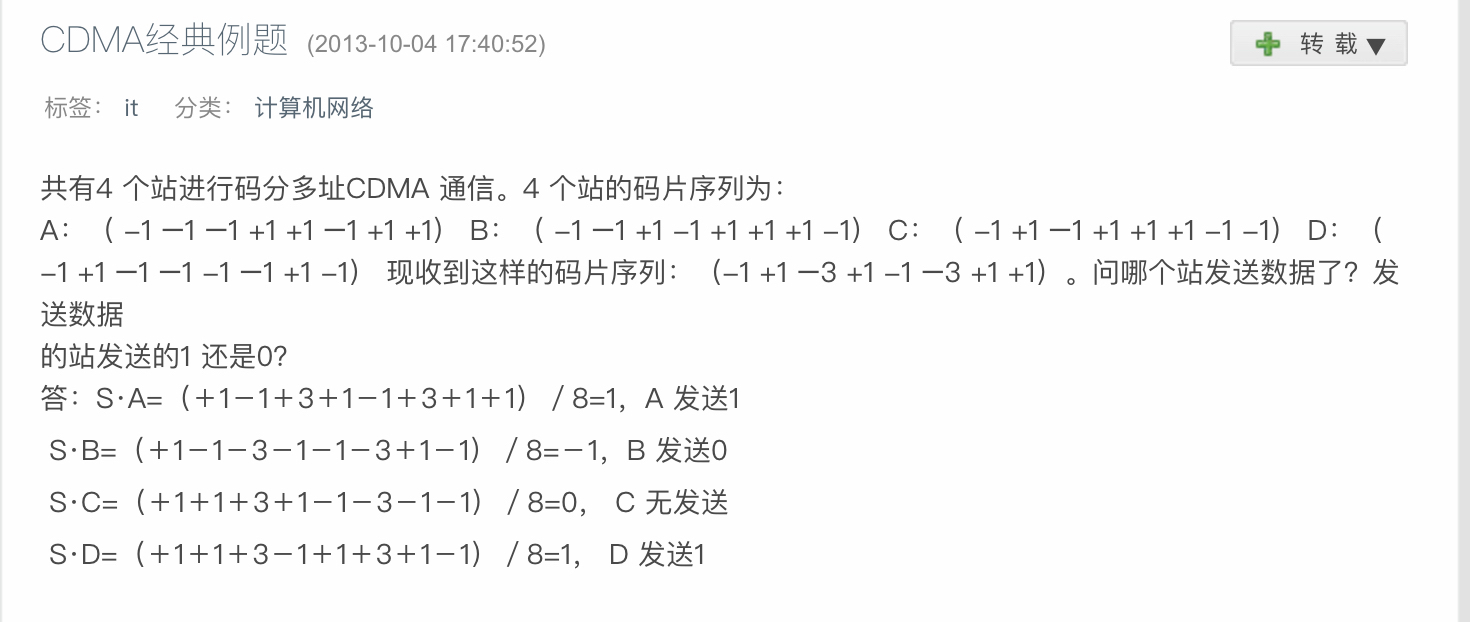 CDMA经典例题 (2013-10-04 17:40:52) 转 载▼
标签： it 分类： 计算机网络
共有4 个站进行码分多址CDMA 通信。4 个站的码片序列为：
A： （ –1 —1 —1 +1 +1 —1 +1 +1） B： （ –1 —1 +1 –1 +1 +1 +1 –1） C： （ –1 +1 —1 +1 +1 +1 –1 –1） D： （
–1 +1 —1 —1 –1 —1 +1 –1） 现收到这样的码片序列：（–1 +1 —3 +1 –1 —3 +1 +1）。问哪个站发送数据了？发
送数据
的站发送的1 还是0？
答：S·A=（＋1－1＋3＋1－1＋3＋1＋1）／8=1，A 发送1
S·B=（＋1－1－3－1－1－3＋1－1）／8=－1，B 发送0
S·C=（＋1＋1＋3＋1－1－3－1－1）／8=0， C 无发送
S·D=（＋1＋1＋3－1＋1＋3＋1－1）／8=1， D 发送1